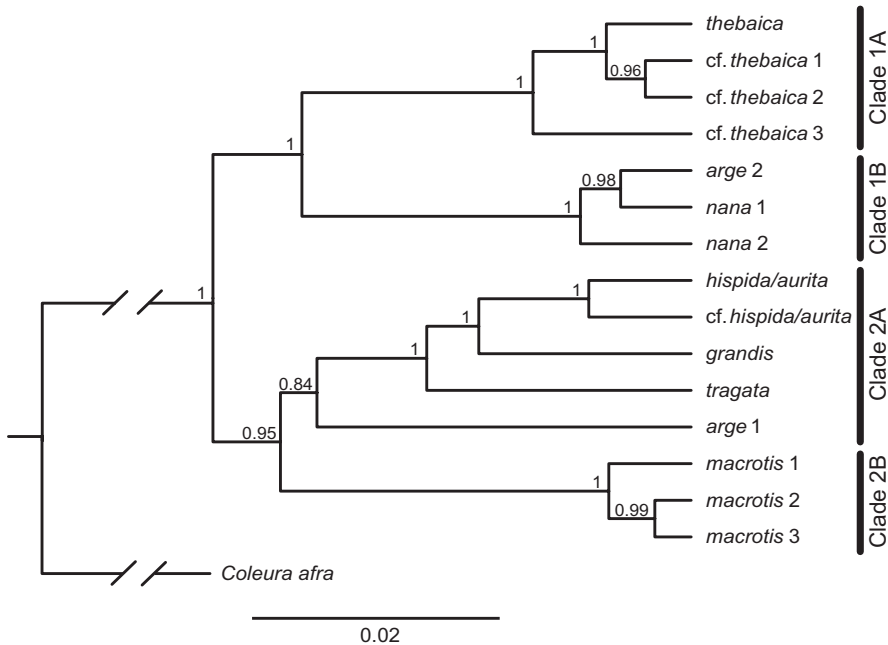 thebaica
1
cf. thebaica 1
0.96
1
cf. thebaica 2
cf. thebaica 3
Clade 1A
1
arge 2
0.98
nana 1
1
nana 2
Clade 1B
1
hispida/aurita
1
cf. hispida/aurita
1
grandis
1
tragata
0.84
arge 1
Clade 2A
0.95
macrotis 1
1
macrotis 2
0.99
macrotis 3
Clade 2B
Coleura afra
0.02